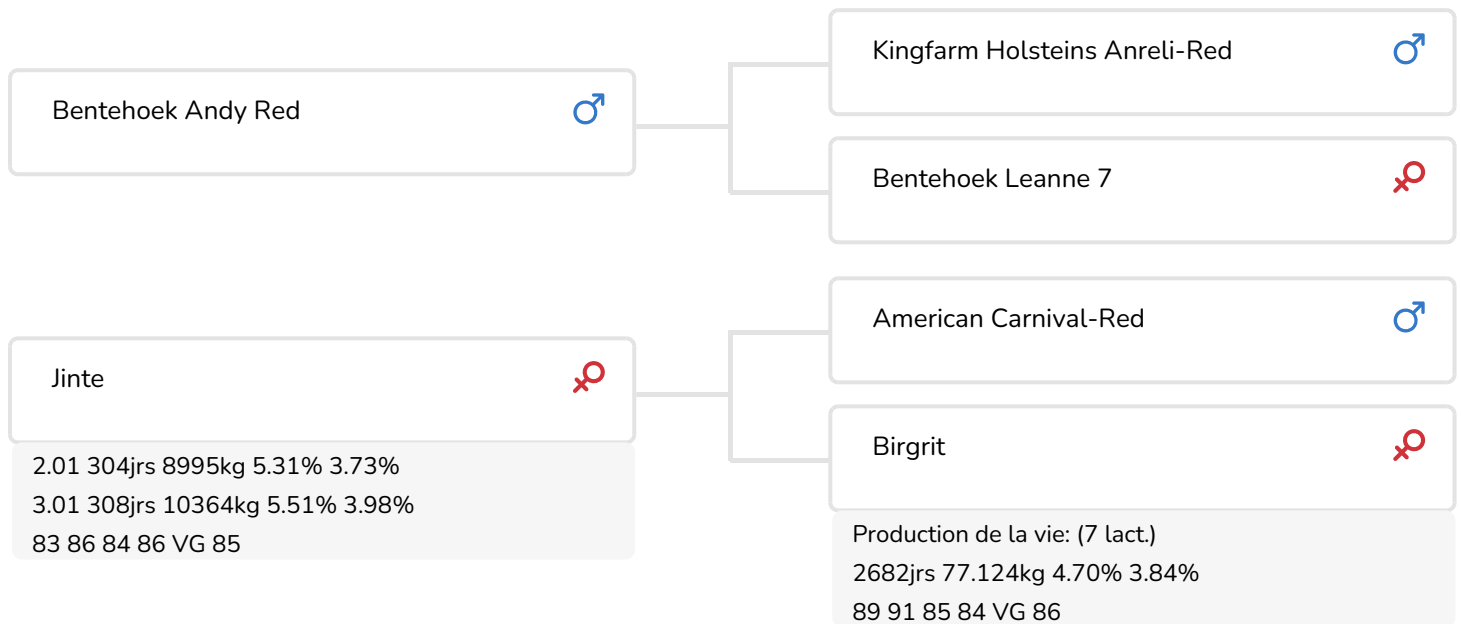 Kingfarm Holsteins Anreli-Red
Bentehoek Andy Red
Bentehoek Leanne 7
American Carnival-Red
Jinte
2.01 304jrs 8995kg 5.31% 3.73%
3.01 308jrs 10364kg 5.51% 3.98%
83 86 84 86 VG 85
Birgrit
Production de la vie: (7 lact.)
2682jrs 77.124kg 4.70% 3.84%
89 91 85 84 VG 86